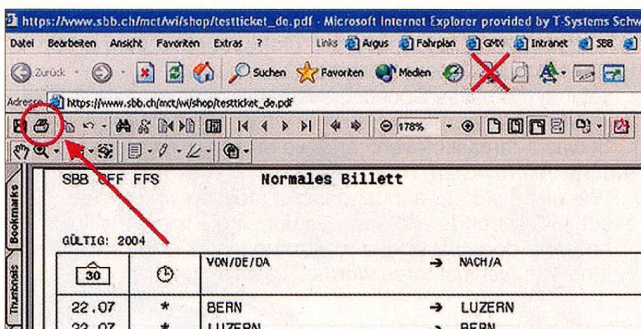 https://www.sbb.ch/mct/wi/shop/testticket_de.pdf - Microsoft Internet Explorer provided by T-Systems Schw
Datei Bearbeiten Ansicht Favoriten Extras ? Links Argus Fahrplan GMX Intranet SBB
Zurück Suchen Favoriten Medien
Adresse https://www.sbb.ch/mct/wi/shop/testticket_de.pdf
178%
Bookmarks
SBB CFF FFS Normales Billett
GÜLTIG: 2004
Thumbnails
30 VON/DE/DA → NACH/A
22.07 * BERN → LUZERN
22.07 * LUZERN → BERN